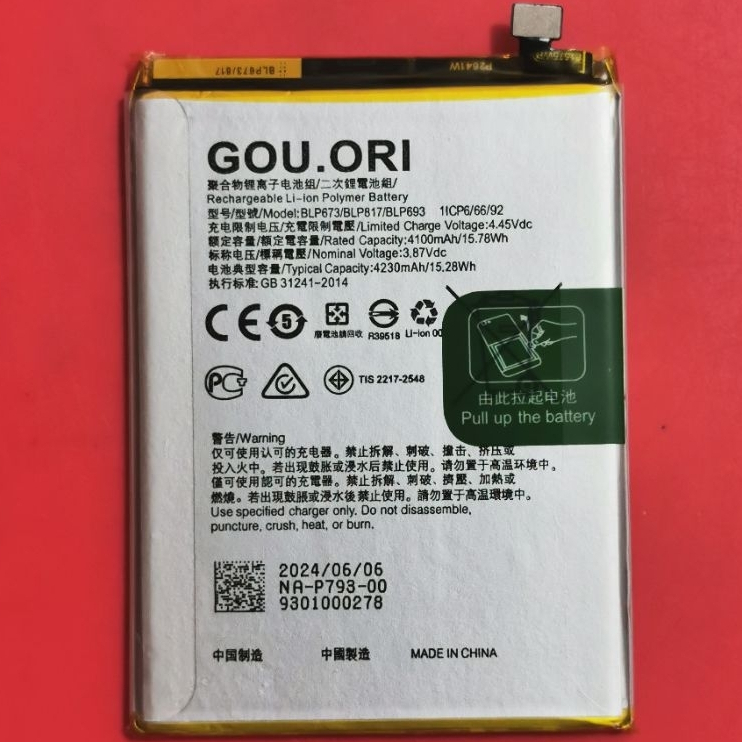 BLP673/817
P2641W
GOU.ORI
聚合物锂离子电池组/二次鋰電池組/
Rechargeable Li-ion Polymer Battery
型号/型號/Model:BLP673/BLP817/BLP693 1ICP6/66/92
充电限制电压/充電限制電壓/Limited Charge Voltage:4.45Vdc
额定容量/額定電容量/Rated Capacity:4100mAh/15.78Wh
标称电压/標稱電壓/Nominal Voltage:3.87Vdc
电池典型容量/Typical Capacity:4230mAh/15.28Wh
执行标准:GB 31241-2014
CE
5
廢電池請回收
R39518
Li-ion 00
PC
TIS 2217-2548
由此拉起电池
Pull up the battery
警告/Warning
仅可使用认可的充电器。禁止拆解、刺破、撞击、挤压或
投入火中。若出现鼓胀或浸水后禁止使用。请勿置于高温环境中。
僅可使用認可的充電器。禁止拆解、刺破、擠壓、加熱或
燃燒。若出現鼓脹或浸水後禁止使用。請勿置於高溫環境中。
Use specified charger only. Do not disassemble,
puncture, crush, heat, or burn.
2024/06/06
NA-P793-00
9301000278
中国制造 中國製造 MADE IN CHINA